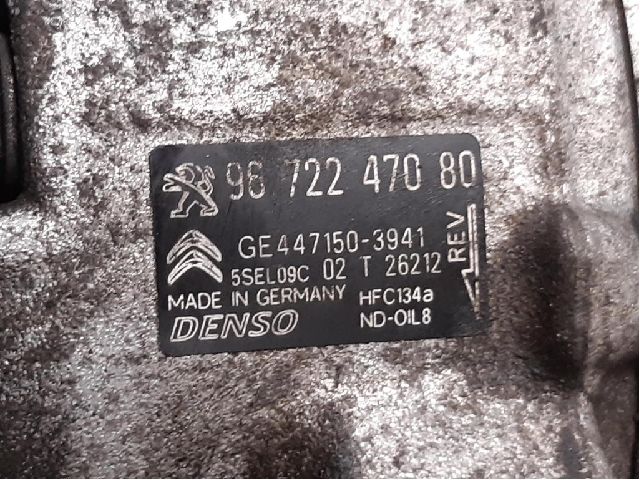 96 722 470 80
GE447150-3941
5SEL09C 02 T 26212
MADE IN GERMANY HFC134a
DENSO ND-OIL8
REV